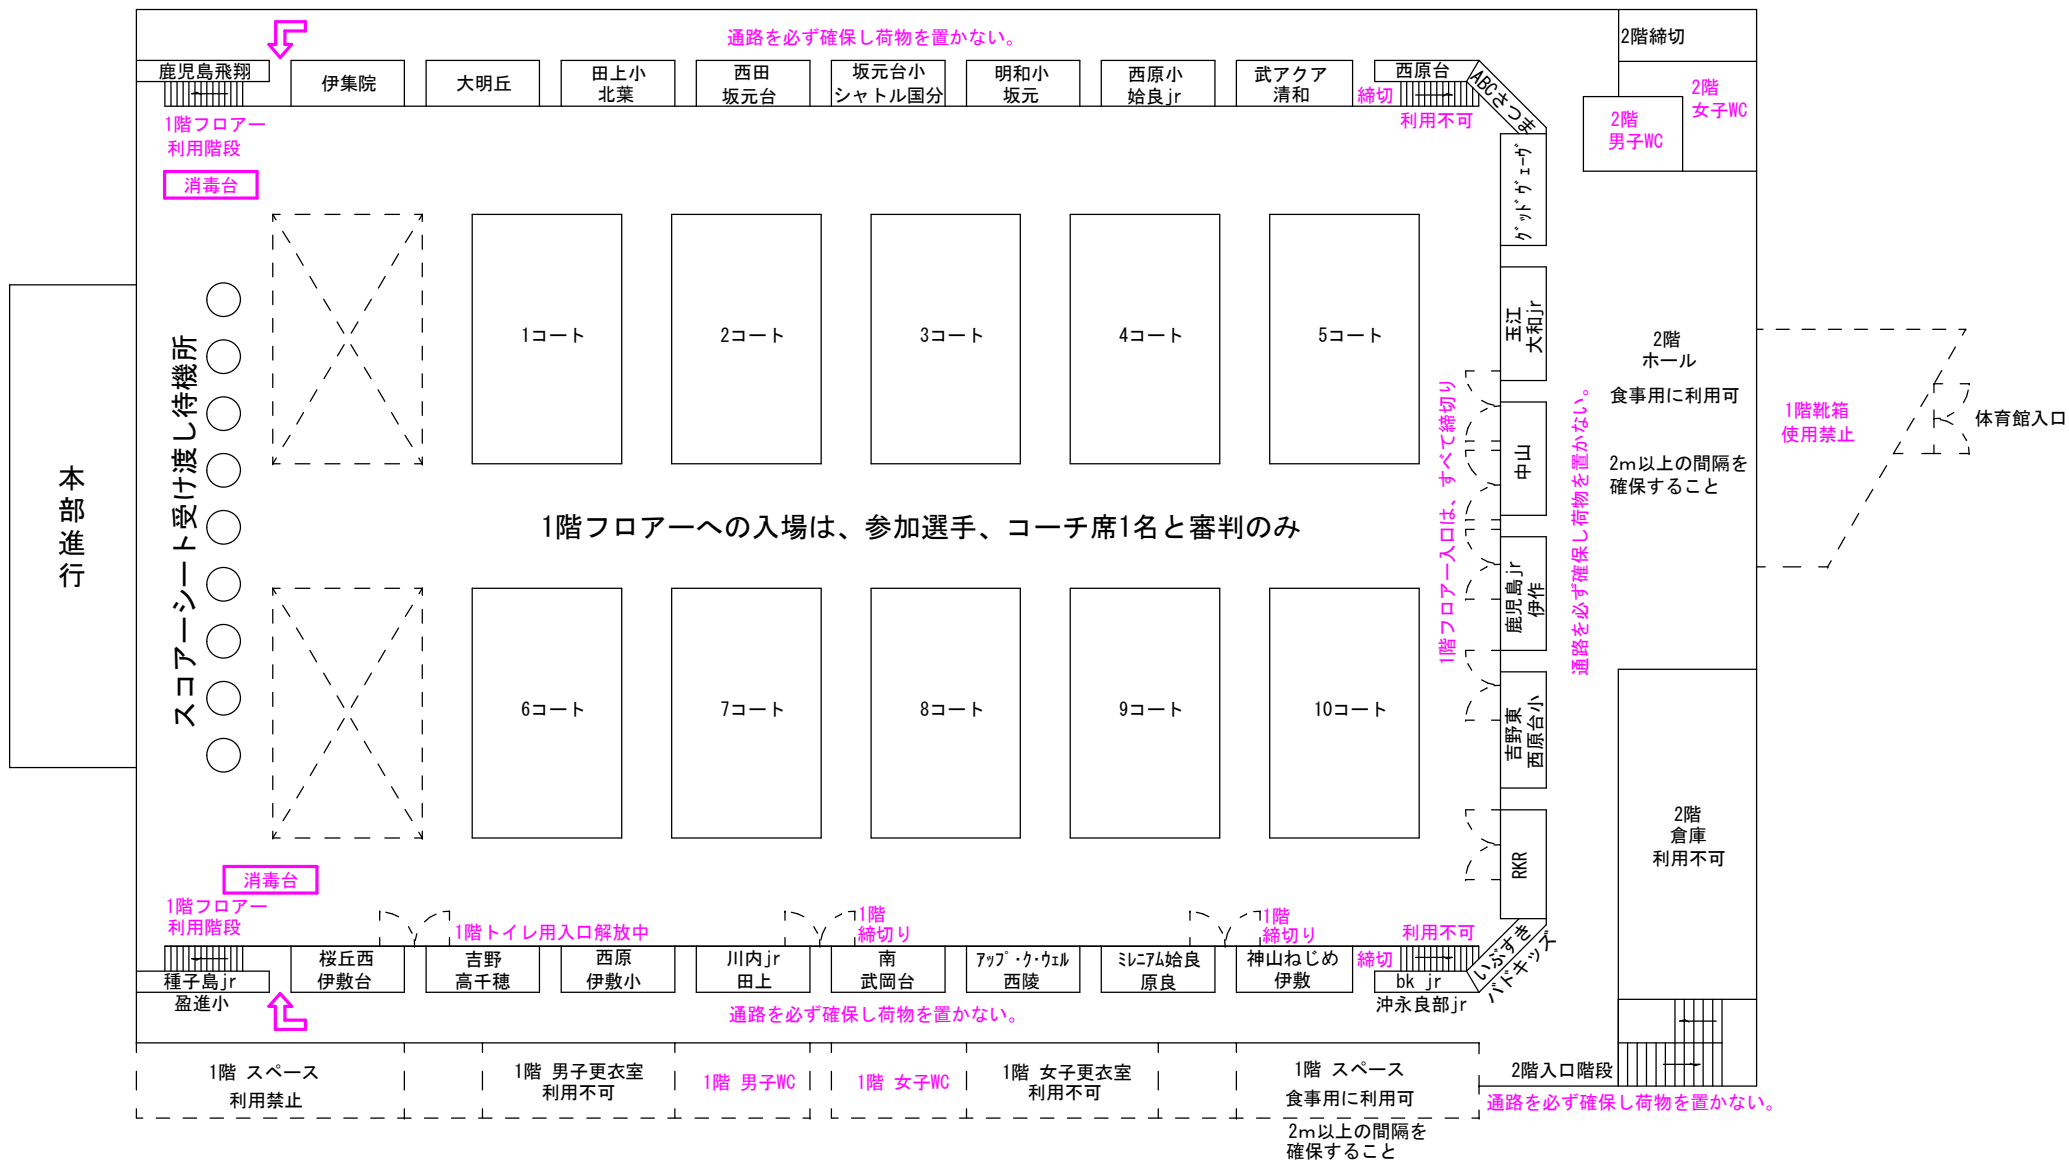 通路を必ず確保し荷物を置かない。
2階締切
鹿児島飛翔
伊集院
大明丘
田上小
北葉
西田
坂元台
坂元台小
シャトル国分
明和小
坂元
西原小
姶良jr
武アクア
清和
締切
西原台
利用不可
ABCさつま
2階
男子WC
2階
女子WC
1階フロアー
利用階段
消毒台
グッドウェーヴ
1コート
2コート
3コート
4コート
5コート
玉江
大和jr
2階
ホール
食事用に利用可
2m以上の間隔を
確保すること
1階靴箱
使用禁止
体育館入口
本部進行
スコアーシート受け渡し待機所
1階フロアーへの入場は、参加選手、コーチ席1名と審判のみ
1階フロアー入口は、すべて締切り
中山
通路を必ず確保し荷物を置かない。
鹿児島jr
伊作
6コート
7コート
8コート
9コート
10コート
吉野東
西原台小
2階
倉庫
利用不可
RKR
消毒台
1階フロアー
利用階段
1階トイレ用入口解放中
1階
締切り
1階
締切り
利用不可
種子島jr
盈進小
桜丘西
伊敷台
吉野
高千穂
西原
伊敷小
川内jr
田上
南
武岡台
アップ・ク・ウェル
西陵
ミレニアム姶良
原良
神山ねじめ
伊敷
締切
bk jr
沖永良部jr
いぶすき
バドキッズ
通路を必ず確保し荷物を置かない。
1階 スペース
利用禁止
1階 男子更衣室
利用不可
1階 男子WC
1階 女子WC
1階 女子更衣室
利用不可
1階 スペース
食事用に利用可
2m以上の間隔を
確保すること
2階入口階段
通路を必ず確保し荷物を置かない。